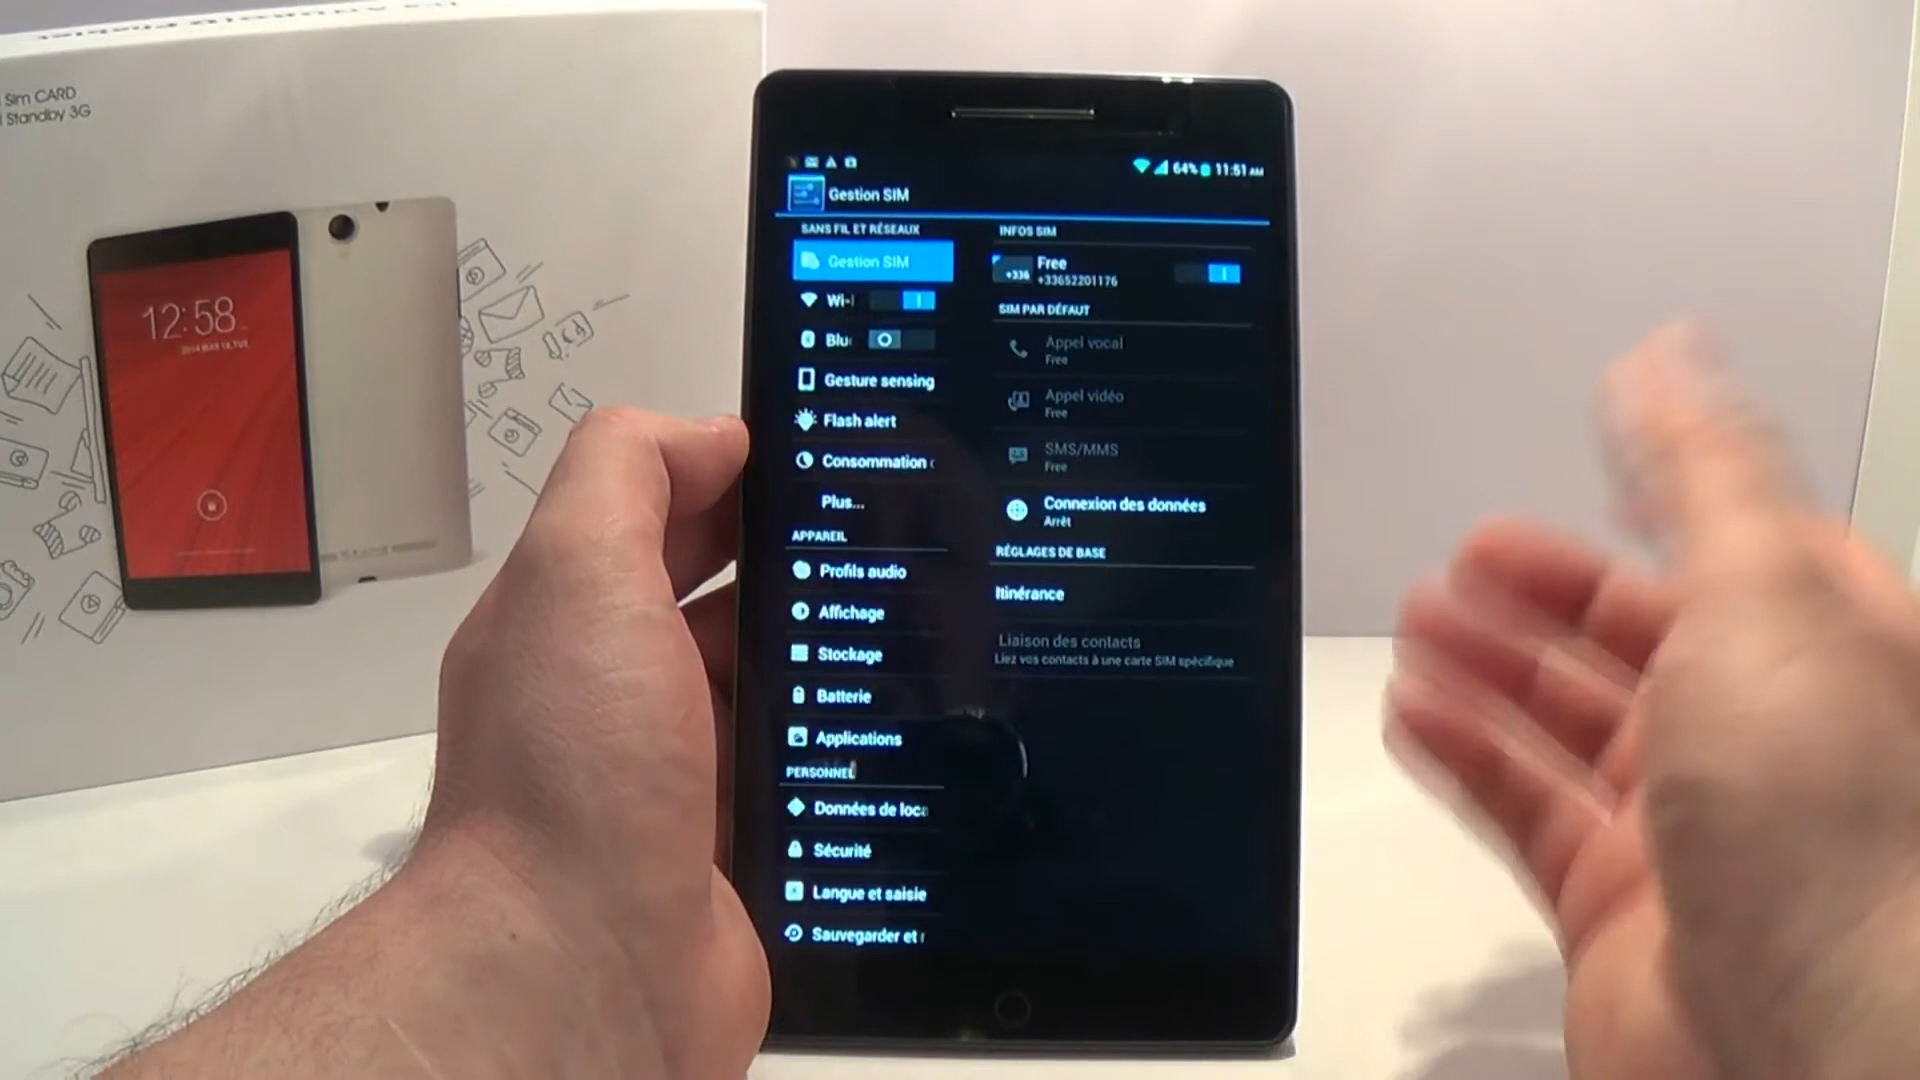 Sim CARD
Standby 3G
12:58
64% 11:51 AM
Gestion SIM
SANS FIL ET RÉSEAUX
Gestion SIM
Wi-
Blu
Gesture sensing
Flash alert
Consommation
Plus...
APPAREIL
Profils audio
Affichage
Stockage
Batterie
Applications
PERSONNEL
Données de loca
Sécurité
Langue et saisie
Sauvegarder et
INFOS SIM
Free
+336
+33652201176
SIM PAR DÉFAUT
Appel vocal
Free
Appel vidéo
Free
SMS/MMS
Free
Connexion des données
Arrêt
RÉGLAGES DE BASE
Itinérance
Liaison des contacts
Liez vos contacts à une carte SIM spécifique